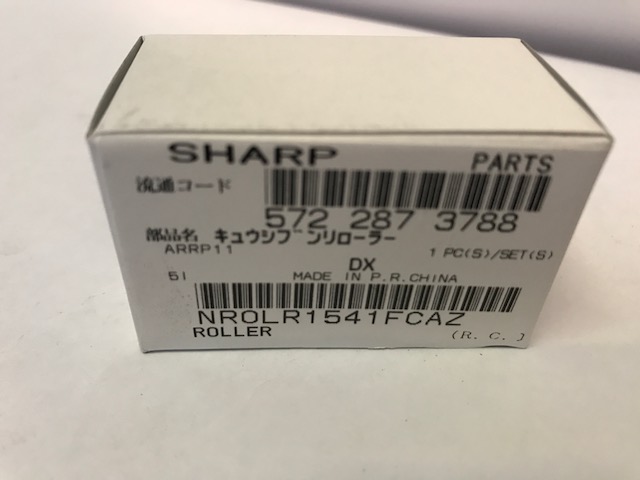 SHARP PARTS
流通コード
572 287 3788
部品名 キュウシブンリローラー
ARRP11 1 PC(S)/SET(S)
DX
51 MADE IN P.R.CHINA
NROLR1541FCAZ
ROLLER (R. C. )